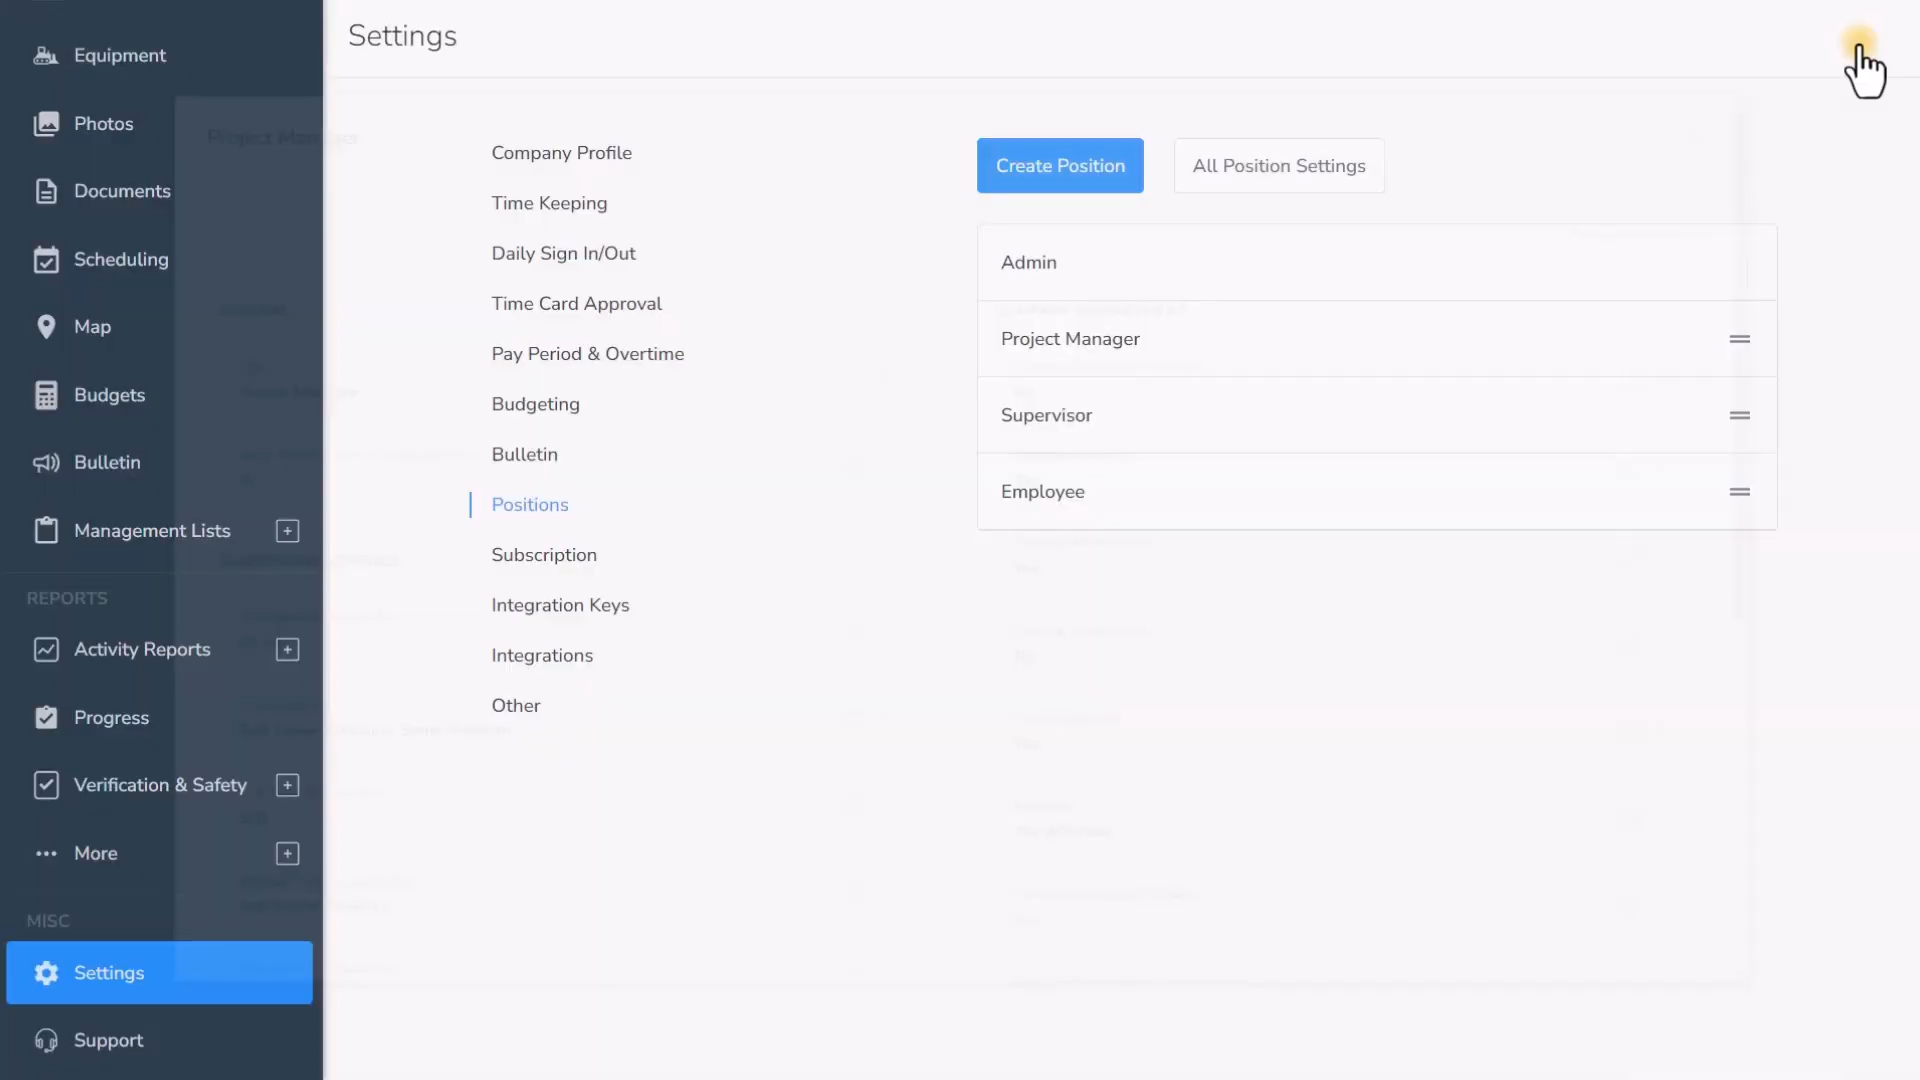 Settings
Equipment
Photos
Documents
Scheduling
Map
Budgets
Bulletin
Management Lists
REPORTS
Activity Reports
Progress
Verification & Safety
More
MISC
Settings
Support
Project Manager
Company Profile
Time Keeping
Daily Sign In/Out
Time Card Approval
Pay Period & Overtime
Budgeting
Bulletin
Positions
Subscription
Integration Keys
Integrations
Other
Create Position
All Position Settings
Admin
Project Manager
Supervisor
Employee